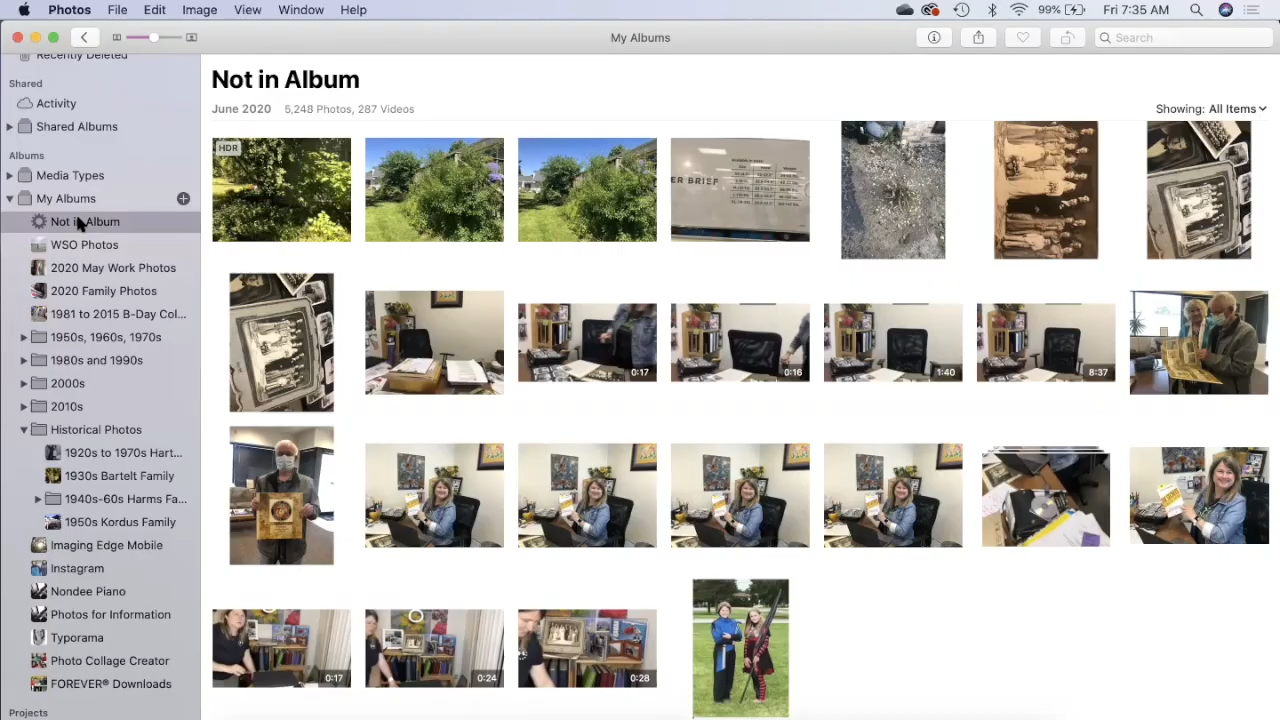 Photos File Edit Image View Window Help 99% Fri 7:35 AM
My Albums Search
Recently Deleted
Shared
Activity
Shared Albums
Albums
Media Types
My Albums
Not in Album
WSO Photos
2020 May Work Photos
2020 Family Photos
1981 to 2015 B-Day Col...
1950s, 1960s, 1970s
1980s and 1990s
2000s
2010s
Historical Photos
1920s to 1970s Hart...
1930s Bartelt Family
1940s-60s Harms Fa...
1950s Kordus Family
Imaging Edge Mobile
Instagram
Nondee Piano
Photos for Information
Typorama
Photo Collage Creator
FOREVER® Downloads
Projects
Not in Album
June 2020 5,248 Photos, 287 Videos Showing: All Items
HDR
ER BRIEF
0:17 0:16 1:40 8:37
0:17 0:24 0:28